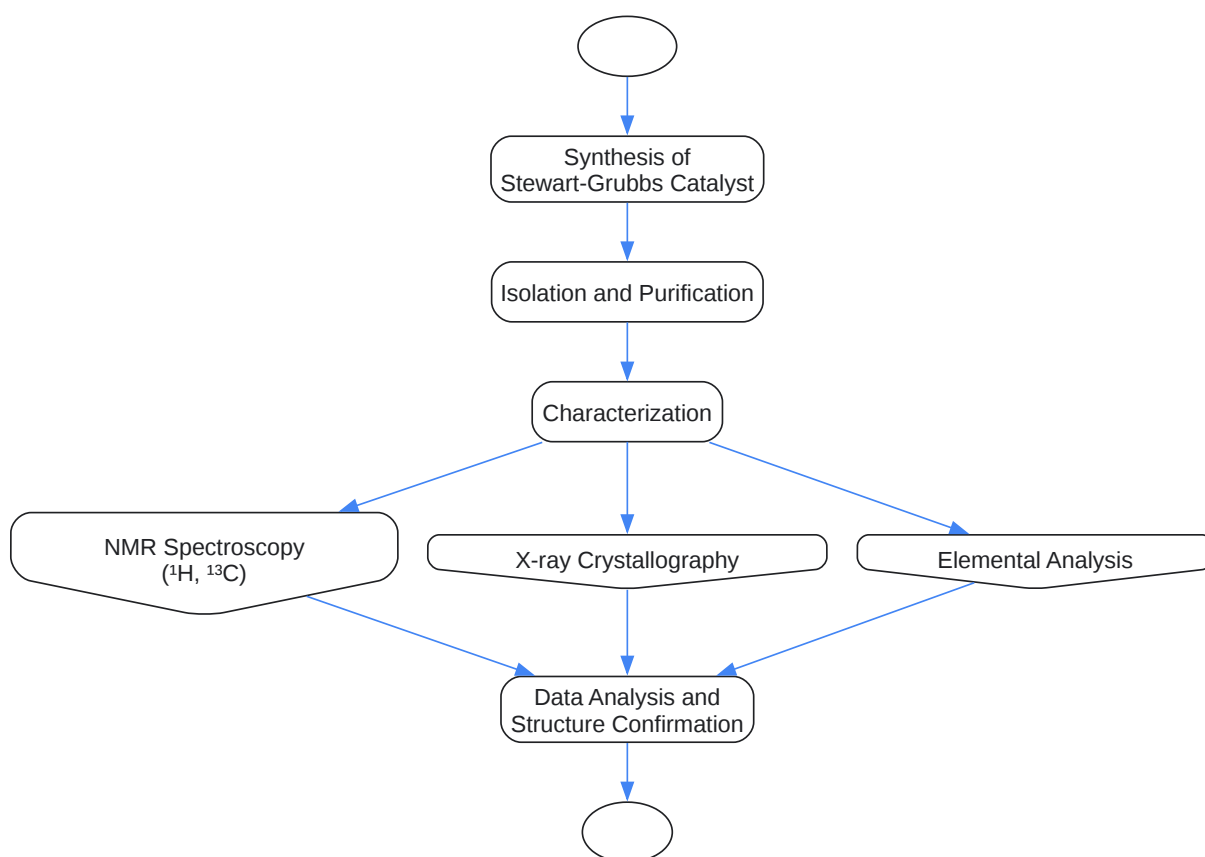 Synthesis of
Stewart-Grubbs Catalyst
Isolation and Purification
Characterization
NMR Spectroscopy
(¹H, ¹³C)
X-ray Crystallography
Elemental Analysis
Data Analysis and
Structure Confirmation